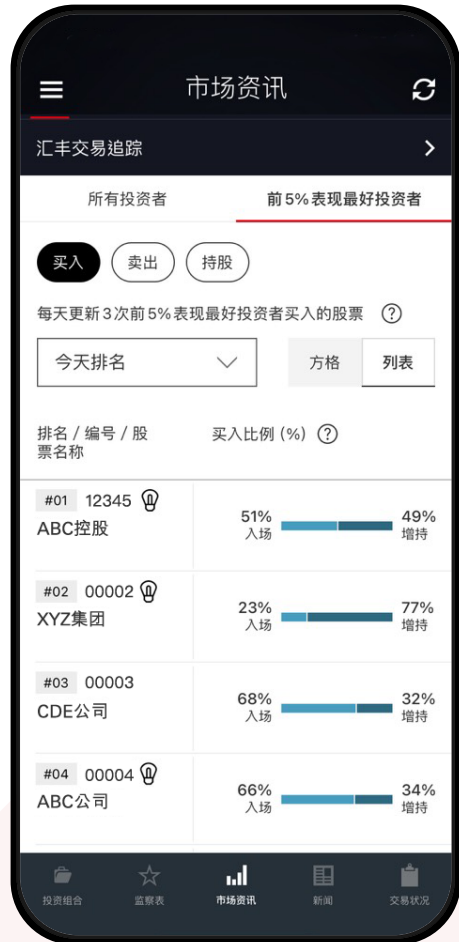 市场资讯
汇丰交易追踪
所有投资者
前5%表现最好投资者
买入
卖出
持股
每天更新3次前5%表现最好投资者买入的股票 ?
今天排名
方格
列表
排名 / 编号 / 股
票名称
买入比例 (%) ?
#01 12345
ABC控股
51%
入场
49%
增持
#02 00002
XYZ集团
23%
入场
77%
增持
#03 00003
CDE公司
68%
入场
32%
增持
#04 00004
ABC公司
66%
入场
34%
增持
投资组合
监察表
市场资讯
新闻
交易状况